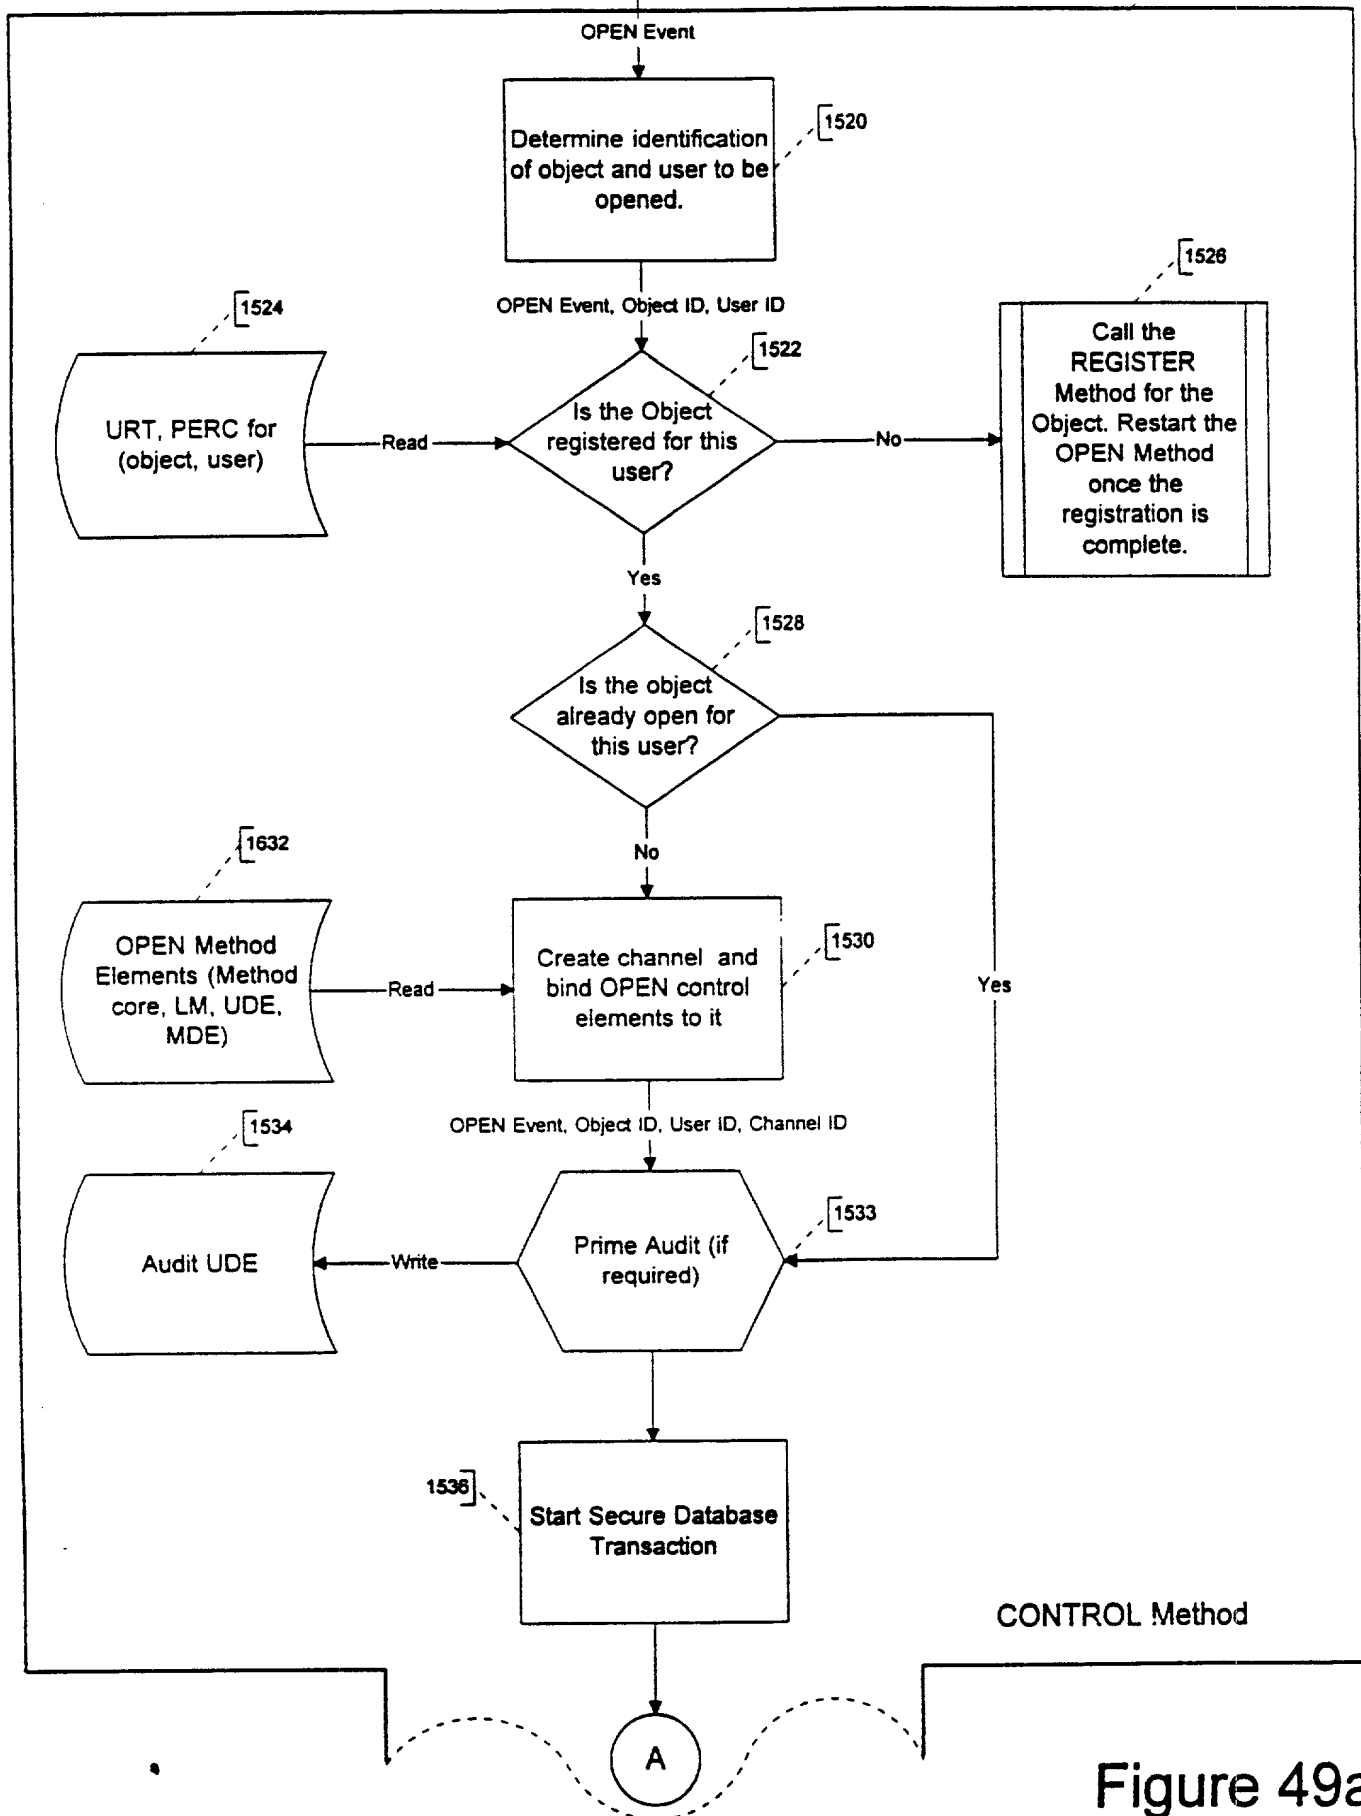 OPEN Event
Determine identification
of object and user to be
opened.
1520
OPEN Event, Object ID, User ID
1526
1524
1522
Call the
REGISTER
Method for the
Object. Restart the
OPEN Method
once the
registration is
complete.
URT, PERC for
(object, user)
Read
Is the Object
registered for this
user?
No
Yes
1528
Is the object
already open for
this user?
No
Yes
1632
OPEN Method
Elements (Method
core, LM, UDE,
MDE)
Read
Create channel and
bind OPEN control
elements to it
1530
OPEN Event, Object ID, User ID, Channel ID
1534
1533
Audit UDE
Write
Prime Audit (if
required)
1536
Start Secure Database
Transaction
CONTROL Method
A
Figure 49a